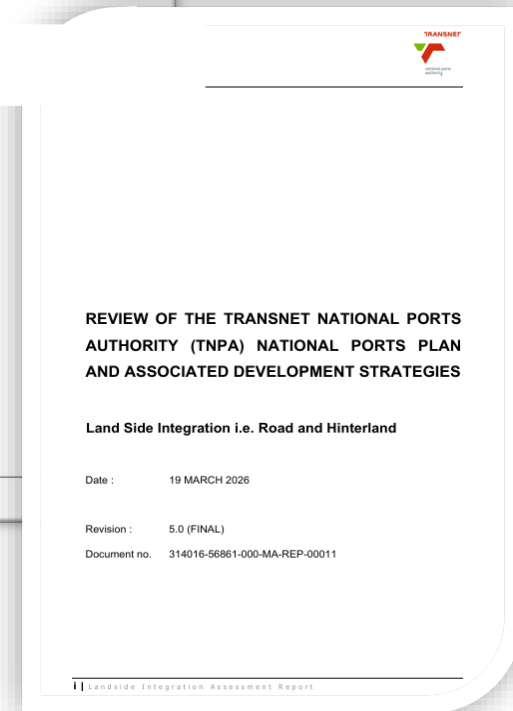 TRANSNET
national ports
authority
REVIEW OF THE TRANSNET NATIONAL PORTS
AUTHORITY (TNPA) NATIONAL PORTS PLAN
AND ASSOCIATED DEVELOPMENT STRATEGIES
Land Side Integration i.e. Road and Hinterland
Date : 19 MARCH 2026
Revision : 5.0 (FINAL)
Document no. 314016-56861-000-MA-REP-00011
i | Landside Integration Assessment Report